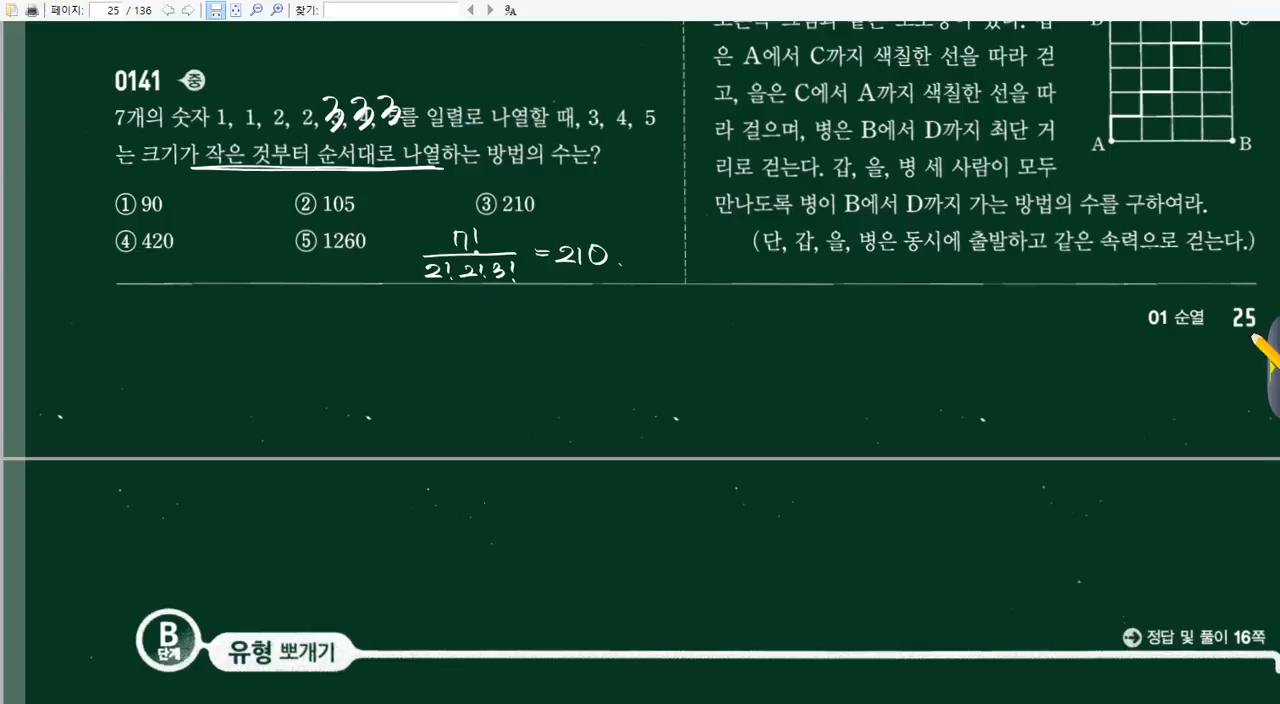 페이지: 25 / 136 찾기:
0141 중
7개의 숫자 1, 1, 2, 2, 3, 3, 3를 일렬로 나열할 때, 3, 4, 5
는 크기가 작은 것부터 순서대로 나열하는 방법의 수는?
① 90 ② 105 ③ 210
④ 420 ⑤ 1260
7!
2! 2! 3!
= 210.
은 A에서 C까지 색칠한 선을 따라 걷
고, 을은 C에서 A까지 색칠한 선을 따
라 걸으며, 병은 B에서 D까지 최단 거
리로 걷는다. 갑, 을, 병 세 사람이 모두
만나도록 병이 B에서 D까지 가는 방법의 수를 구하여라.
(단, 갑, 을, 병은 동시에 출발하고 같은 속력으로 걷는다.)
A B
01 순열 25
B
단계
유형 뽀개기
정답 및 풀이 16쪽